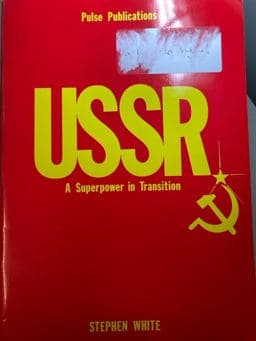 Pulse Publications
USSR
A Superpower in Transition
STEPHEN WHITE